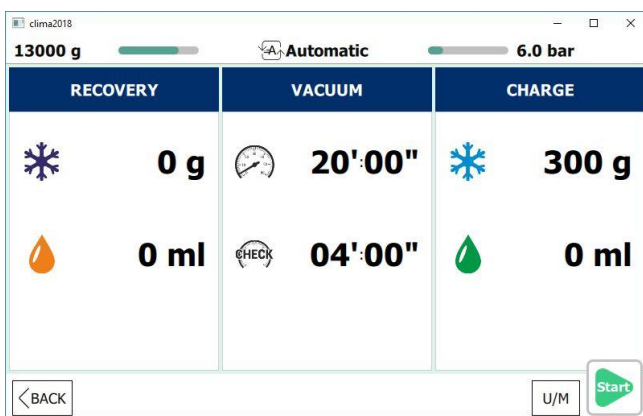 clima2018
13000 g Automatic 6.0 bar
RECOVERY VACUUM CHARGE
0 g 20':00" 300 g
0 ml CHECK 04':00" 0 ml
BACK U/M Start